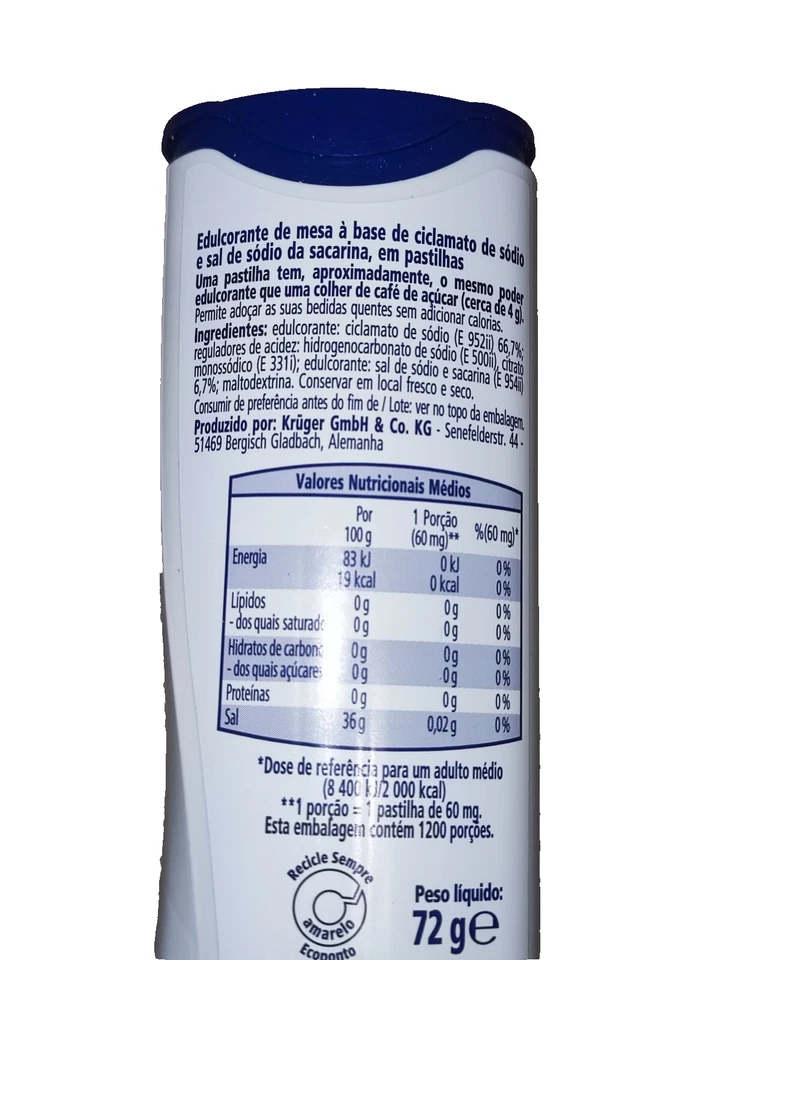 Edulcorante de mesa à base de ciclamato de sódio
e sal de sódio da sacarina, em pastilhas
Uma pastilha tem, aproximadamente, o mesmo poder
edulcorante que uma colher de café de açúcar (cerca de 4 g).
Permite adoçar as suas bedidas quentes sem adicionar calorias.
Ingredientes: edulcorante: ciclamato de sódio (E 952ii) 66,7%;
reguladores de acidez: hidrogenocarbonato de sódio (E 500ii), citrato
monossódico (E 331i); edulcorante: sal de sódio e sacarina (E 954ii)
6,7%; maltodextrina. Conservar em local fresco e seco.
Consumir de preferência antes do fim de / Lote: ver no topo da embalagem.
Produzido por: Krüger GmbH & Co. KG - Senefelderstr. 44 -
51469 Bergisch Gladbach, Alemanha
Valores Nutricionais Médios
Por 100 g 1 Porção (60 mg)** %(60 mg)*
Energia 83 kJ 0 kJ 0%
19 kcal 0 kcal 0%
Lípidos 0 g 0 g 0%
- dos quais saturad 0 g 0 g 0%
Hidratos de carbono 0 g 0 g 0%
- dos quais açúcares 0 g 0 g 0%
Proteínas 0 g 0 g 0%
Sal 36 g 0,02 g 0%
*Dose de referência para um adulto médio
(8 400 kJ/2 000 kcal)
**1 porção = 1 pastilha de 60 mg.
Esta embalagem contém 1200 porções.
Recicle Sempre
amarelo
Ecoponto
Peso líquido:
72 g e